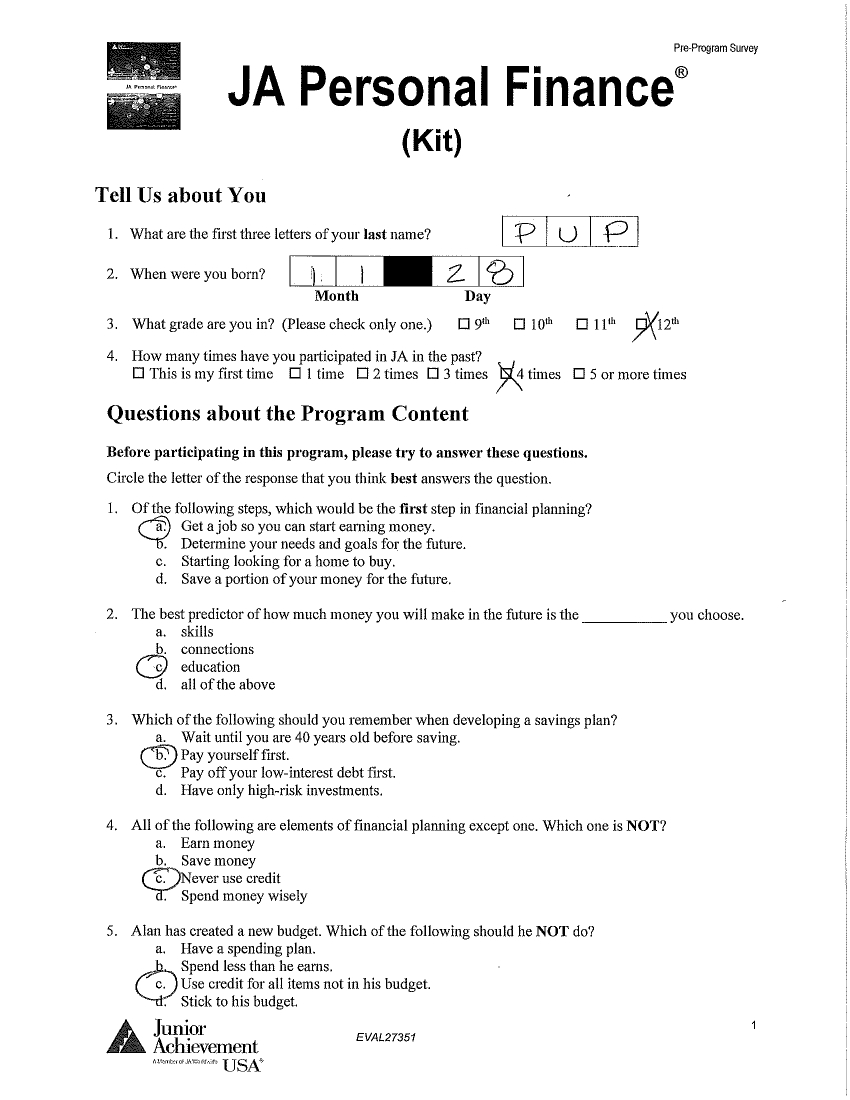 Pre-Program Survey
JA Personal Finance®
JA Personal Finance®
(Kit)
Tell Us about You
1. What are the first three letters of your last name? P U P
2. When were you born? 1 1 2 8
Month Day
3. What grade are you in? (Please check only one.) ☐ 9th ☐ 10th ☐ 11th ☒ 12th
4. How many times have you participated in JA in the past?
☐ This is my first time ☐ 1 time ☐ 2 times ☐ 3 times ☒ 4 times ☐ 5 or more times
Questions about the Program Content
Before participating in this program, please try to answer these questions.
Circle the letter of the response that you think best answers the question.
1. Of the following steps, which would be the first step in financial planning?
a. Get a job so you can start earning money.
b. Determine your needs and goals for the future.
c. Starting looking for a home to buy.
d. Save a portion of your money for the future.
2. The best predictor of how much money you will make in the future is the ___________ you choose.
a. skills
b. connections
c. education
d. all of the above
3. Which of the following should you remember when developing a savings plan?
a. Wait until you are 40 years old before saving.
b. Pay yourself first.
c. Pay off your low-interest debt first.
d. Have only high-risk investments.
4. All of the following are elements of financial planning except one. Which one is NOT?
a. Earn money
b. Save money
c. Never use credit
d. Spend money wisely
5. Alan has created a new budget. Which of the following should he NOT do?
a. Have a spending plan.
b. Spend less than he earns.
c. Use credit for all items not in his budget.
d. Stick to his budget.
Junior
Achievement
A Member of JA Worldwide
USA®
EVAL27351
1